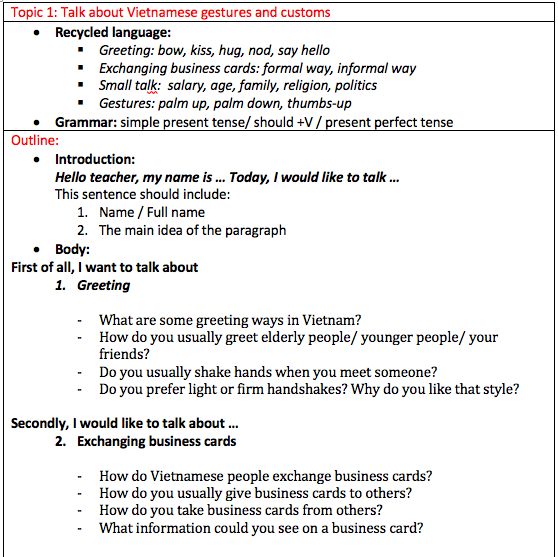 Topic 1: Talk about Vietnamese gestures and customs
• Recycled language:
▪ Greeting: bow, kiss, hug, nod, say hello
▪ Exchanging business cards: formal way, informal way
▪ Small talk:  salary, age, family, religion, politics
▪ Gestures: palm up, palm down, thumbs-up
• Grammar: simple present tense/ should +V / present perfect tense
Outline:
• Introduction:
Hello teacher, my name is ... Today, I would like to talk ...
This sentence should include:
1. Name / Full name
2. The main idea of the paragraph
• Body:
First of all, I want to talk about
1. Greeting
- What are some greeting ways in Vietnam?
- How do you usually greet elderly people/ younger people/ your
friends?
- Do you usually shake hands when you meet someone?
- Do you prefer light or firm handshakes? Why do you like that style?
Secondly, I would like to talk about ...
2. Exchanging business cards
- How do Vietnamese people exchange business cards?
- How do you usually give business cards to others?
- How do you take business cards from others?
- What information could you see on a business card?